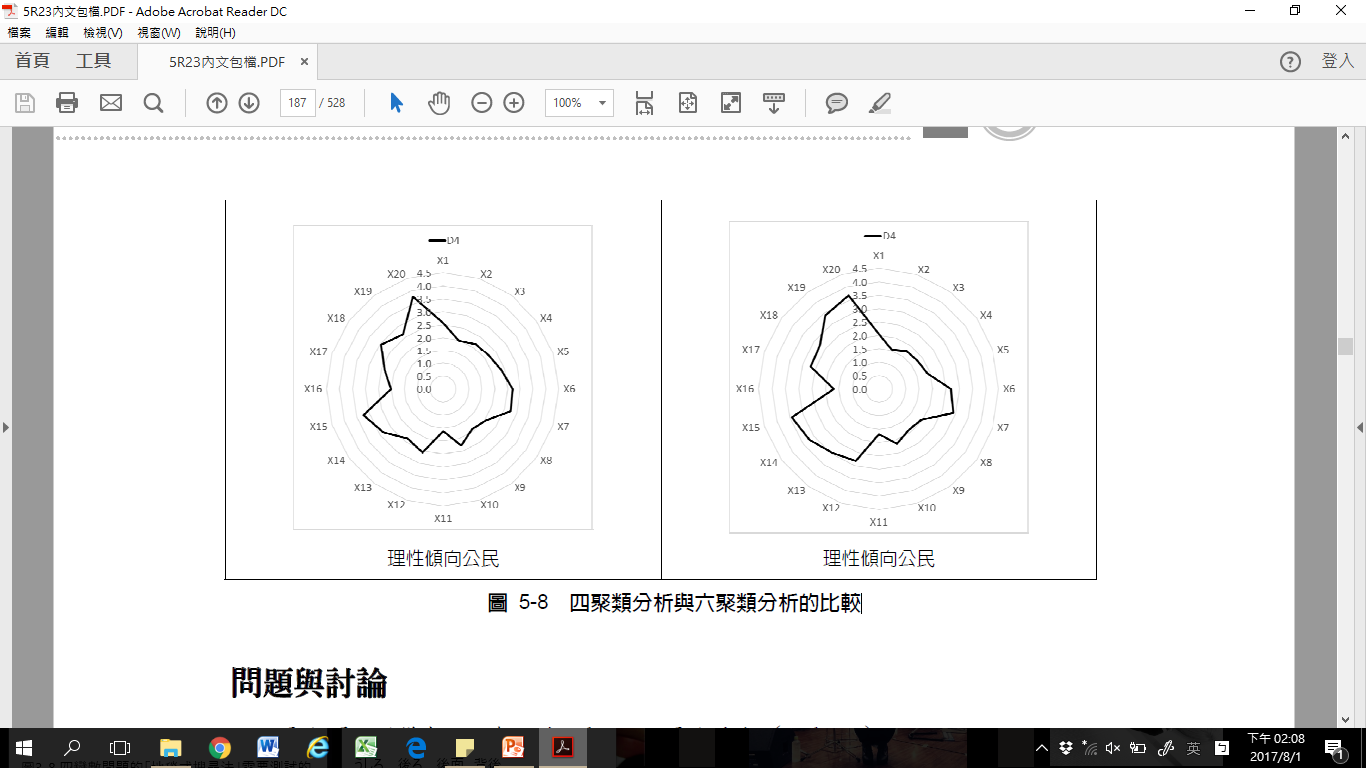 5R23內文包檔.PDF - Adobe Acrobat Reader DC
檔案 編輯 檢視(V) 視窗(W) 說明(H)
首頁 工具 5R23內文包檔.PDF × 登入
187 / 528 100%
D4
X1
X2
X3
X4
X5
X6
X7
X8
X9
X10
X11
X12
X13
X14
X15
X16
X17
X18
X19
X20
4.5
4.0
3.5
3.0
2.5
2.0
1.5
1.0
0.5
0.0
理性傾向公民
D4
X1
X2
X3
X4
X5
X6
X7
X8
X9
X10
X11
X12
X13
X14
X15
X16
X17
X18
X19
X20
4.5
4.0
3.5
3.0
2.5
2.0
1.5
1.0
0.5
0.0
理性傾向公民
圖 5-8 四聚類分析與六聚類分析的比較
問題與討論
英
下午 02:08
2017/8/1
1